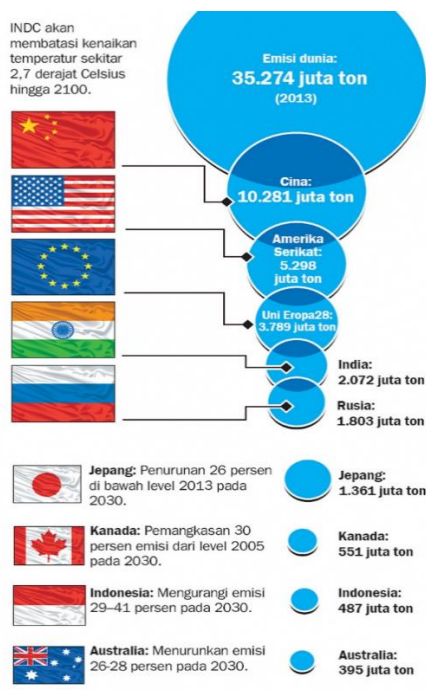 INDC akan
membatasi kenaikan
temperatur sekitar
2,7 derajat Celsius
hingga 2100.
Emisi dunia:
35.274 juta ton
(2013)
Cina:
10.281 juta ton
Amerika
Serikat:
5.298
juta ton
Uni Eropa28:
3.789 juta ton
India:
2.072 juta ton
Rusia:
1.803 juta ton
Jepang: Penurunan 26 persen
di bawah level 2013 pada
2030.
Jepang:
1.361 juta ton
Kanada: Pemangkasan 30
persen emisi dari level 2005
pada 2030.
Kanada:
551 juta ton
Indonesia: Mengurangi emisi
29–41 persen pada 2030.
Indonesia:
487 juta ton
Australia: Menurunkan emisi
26-28 persen pada 2030.
Australia:
395 juta ton